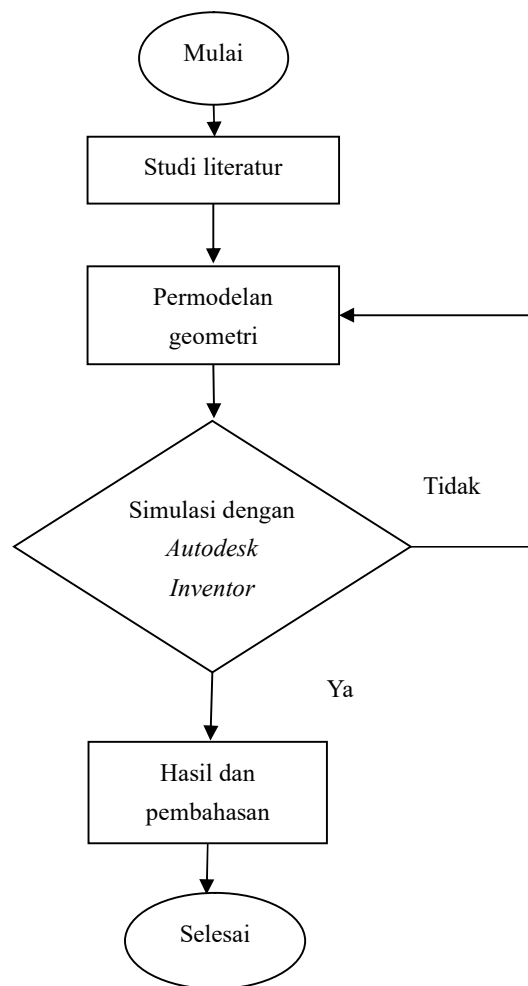 Mulai
Studi literatur
Permodelan
geometri
Simulasi dengan
Autodesk
Inventor
Tidak
Ya
Hasil dan
pembahasan
Selesai